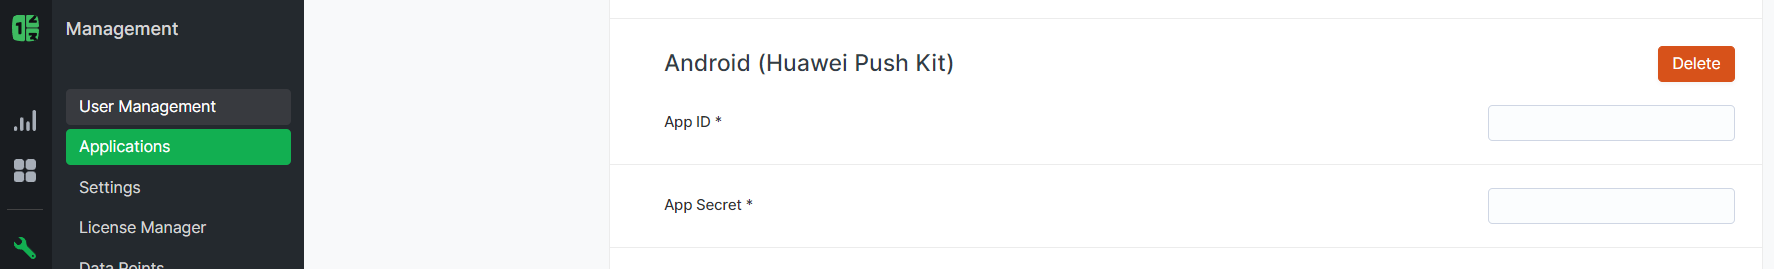 Management
User Management
Applications
Settings
License Manager
Data Points
Android (Huawei Push Kit)
Delete
App ID *
App Secret *